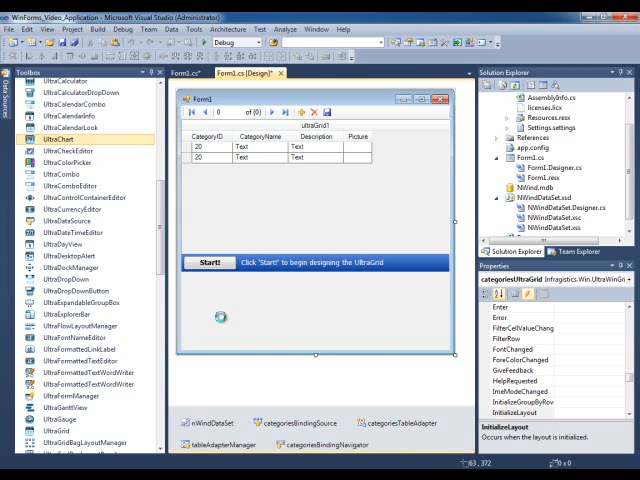 WinForms_Video_Application - Microsoft Visual Studio (Administrator)
File Edit View Project Build Debug Team Data Tools Architecture Test Analyze Infragistics Window Help
Debug
Data Sources
Toolbox
UltraCalculator
UltraCalculatorDropDown
UltraCalendarCombo
UltraCalendarInfo
UltraCalendarLook
UltraChart
UltraCheckEditor
UltraColorPicker
UltraCombo
UltraComboEditor
UltraControlContainerEditor
UltraCurrencyEditor
UltraDataSource
UltraDateTimeEditor
UltraDayView
UltraDesktopAlert
UltraDockManager
UltraDropDown
UltraDropDownButton
UltraExpandableGroupBox
UltraExplorerBar
UltraFlowLayoutManager
UltraFontNameEditor
UltraFormattedLinkLabel
UltraFormattedTextEditor
UltraFormattedTextWordWriter
UltraFormattedTextWordWriter
UltraFormManager
UltraGanttView
UltraGauge
UltraGrid
UltraGridBagLayoutManager
Form1.cs* Form1.cs [Design]*
Form1
0 of {0}
ultraGrid1
CategoryID CategoryName Description Picture
20 Text Text
20 Text Text
Start! Click 'Start!' to begin designing the UltraGrid
nWindDataSet categoriesBindingSource categoriesTableAdapter
tableAdapterManager categoriesBindingNavigator
Solution Explorer
AssemblyInfo.cs
licenses.licx
Resources.resx
Settings.settings
References
app.config
Form1.cs
Form1.Designer.cs
Form1.resx
NWind.mdb
NWindDataSet.xsd
NWindDataSet.Designer.cs
NWindDataSet.xsc
NWindDataSet.xss
Solution Explorer Team Explorer
Properties
categoriesUltraGrid Infragistics.Win.UltraWinGri
Enter
Error
FilterCellValueChang
FilterRow
FontChanged
ForeColorChanged
GiveFeedback
HelpRequested
ImeModeChanged
InitializeGroupByRow
InitializeLayout
InitializeLayout
Occurs when the layout is initialized.
63, 372 0 x 0